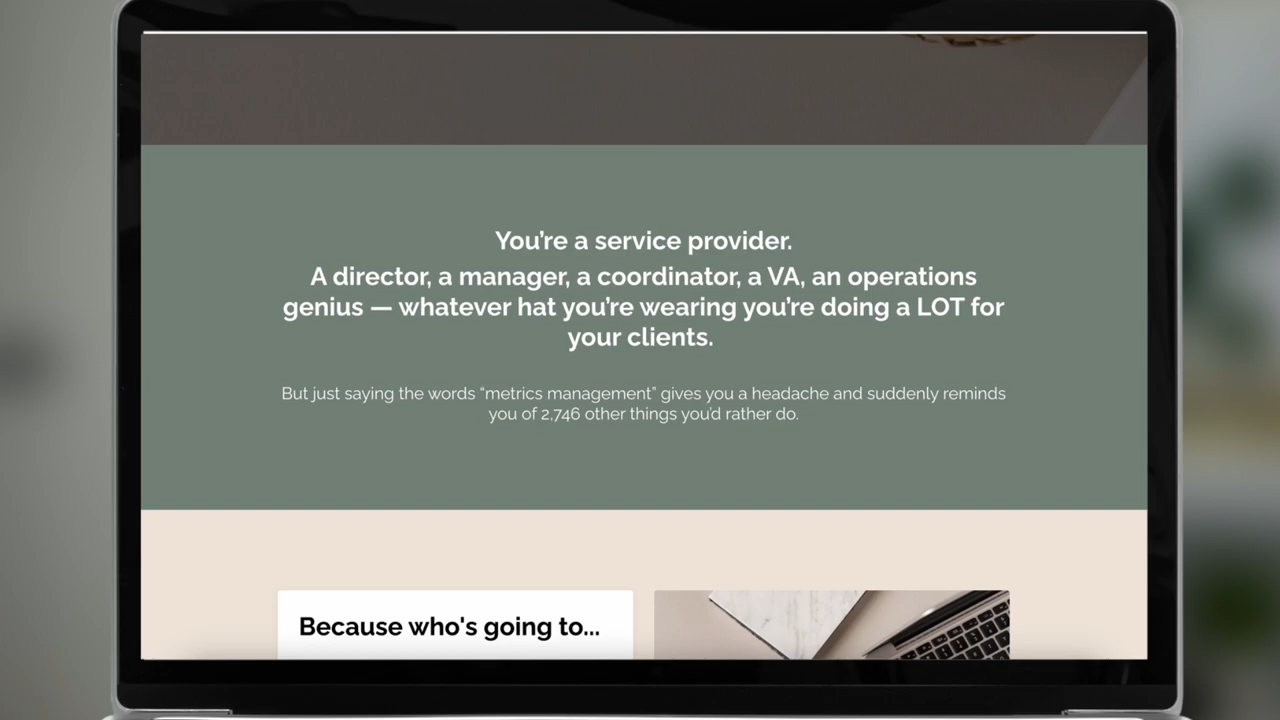 You're a service provider.
A director, a manager, a coordinator, a VA, an operations
genius — whatever hat you're wearing you're doing a LOT for
your clients.
But just saying the words “metrics management” gives you a headache and suddenly reminds
you of 2,746 other things you'd rather do.
Because who's going to...